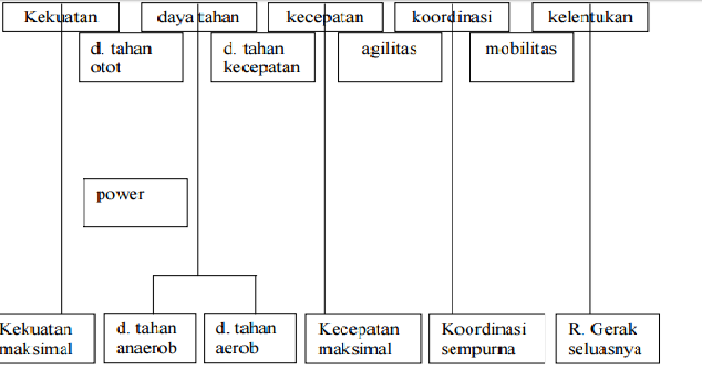 Kekuatan
daya tahan
kecepatan
koordinasi
kelentukan
d. tahan
otot
d. tahan
kecepatan
agilitas
mobilitas
power
Kekuatan
maksimal
d. tahan
anaerob
d. tahan
aerob
Kecepatan
maksimal
Koordinasi
sempurna
R. Gerak
seluasnya